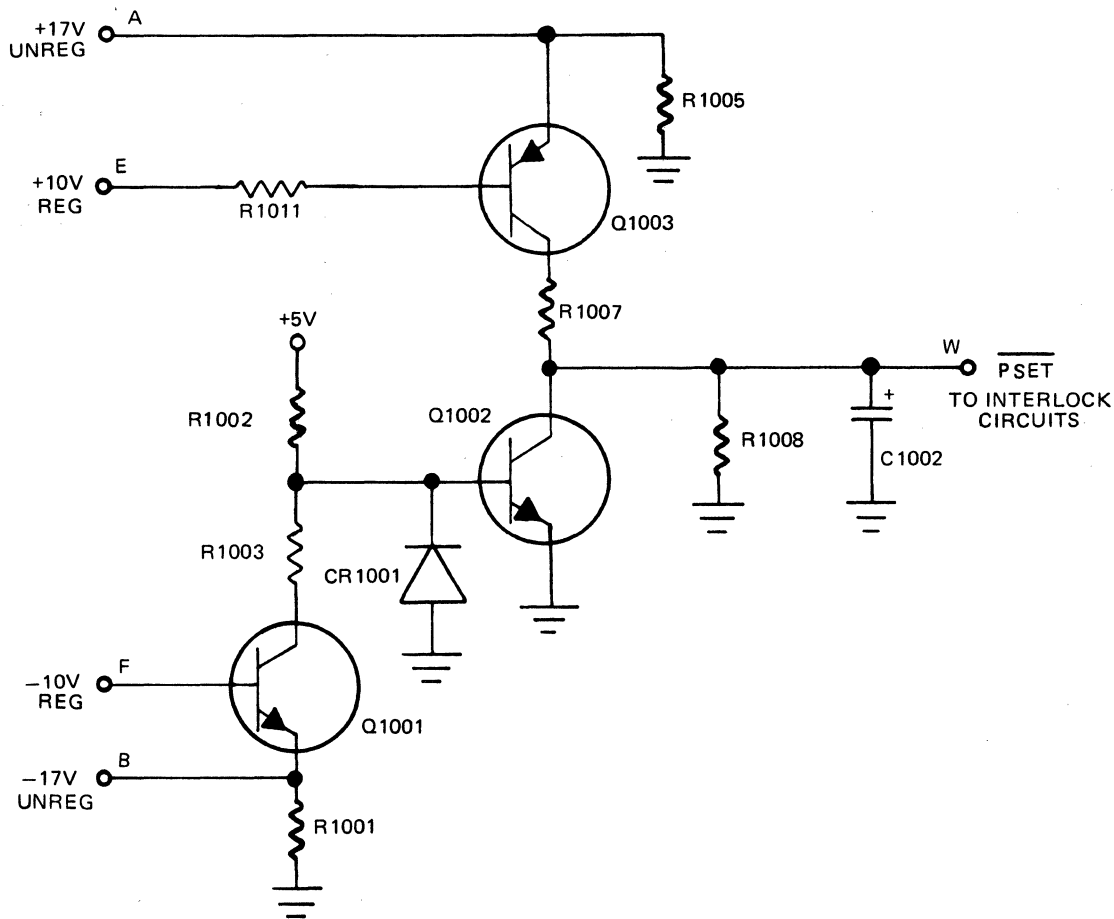 +17V
UNREG
A
R1005
+10V
REG
E
R1011
Q1003
R1007
+5V
W
PSET
TO INTERLOCK
CIRCUITS
R1002
Q1002
R1008
+
C1002
R1003
CR1001
−10V
REG
F
Q1001
−17V
UNREG
B
R1001